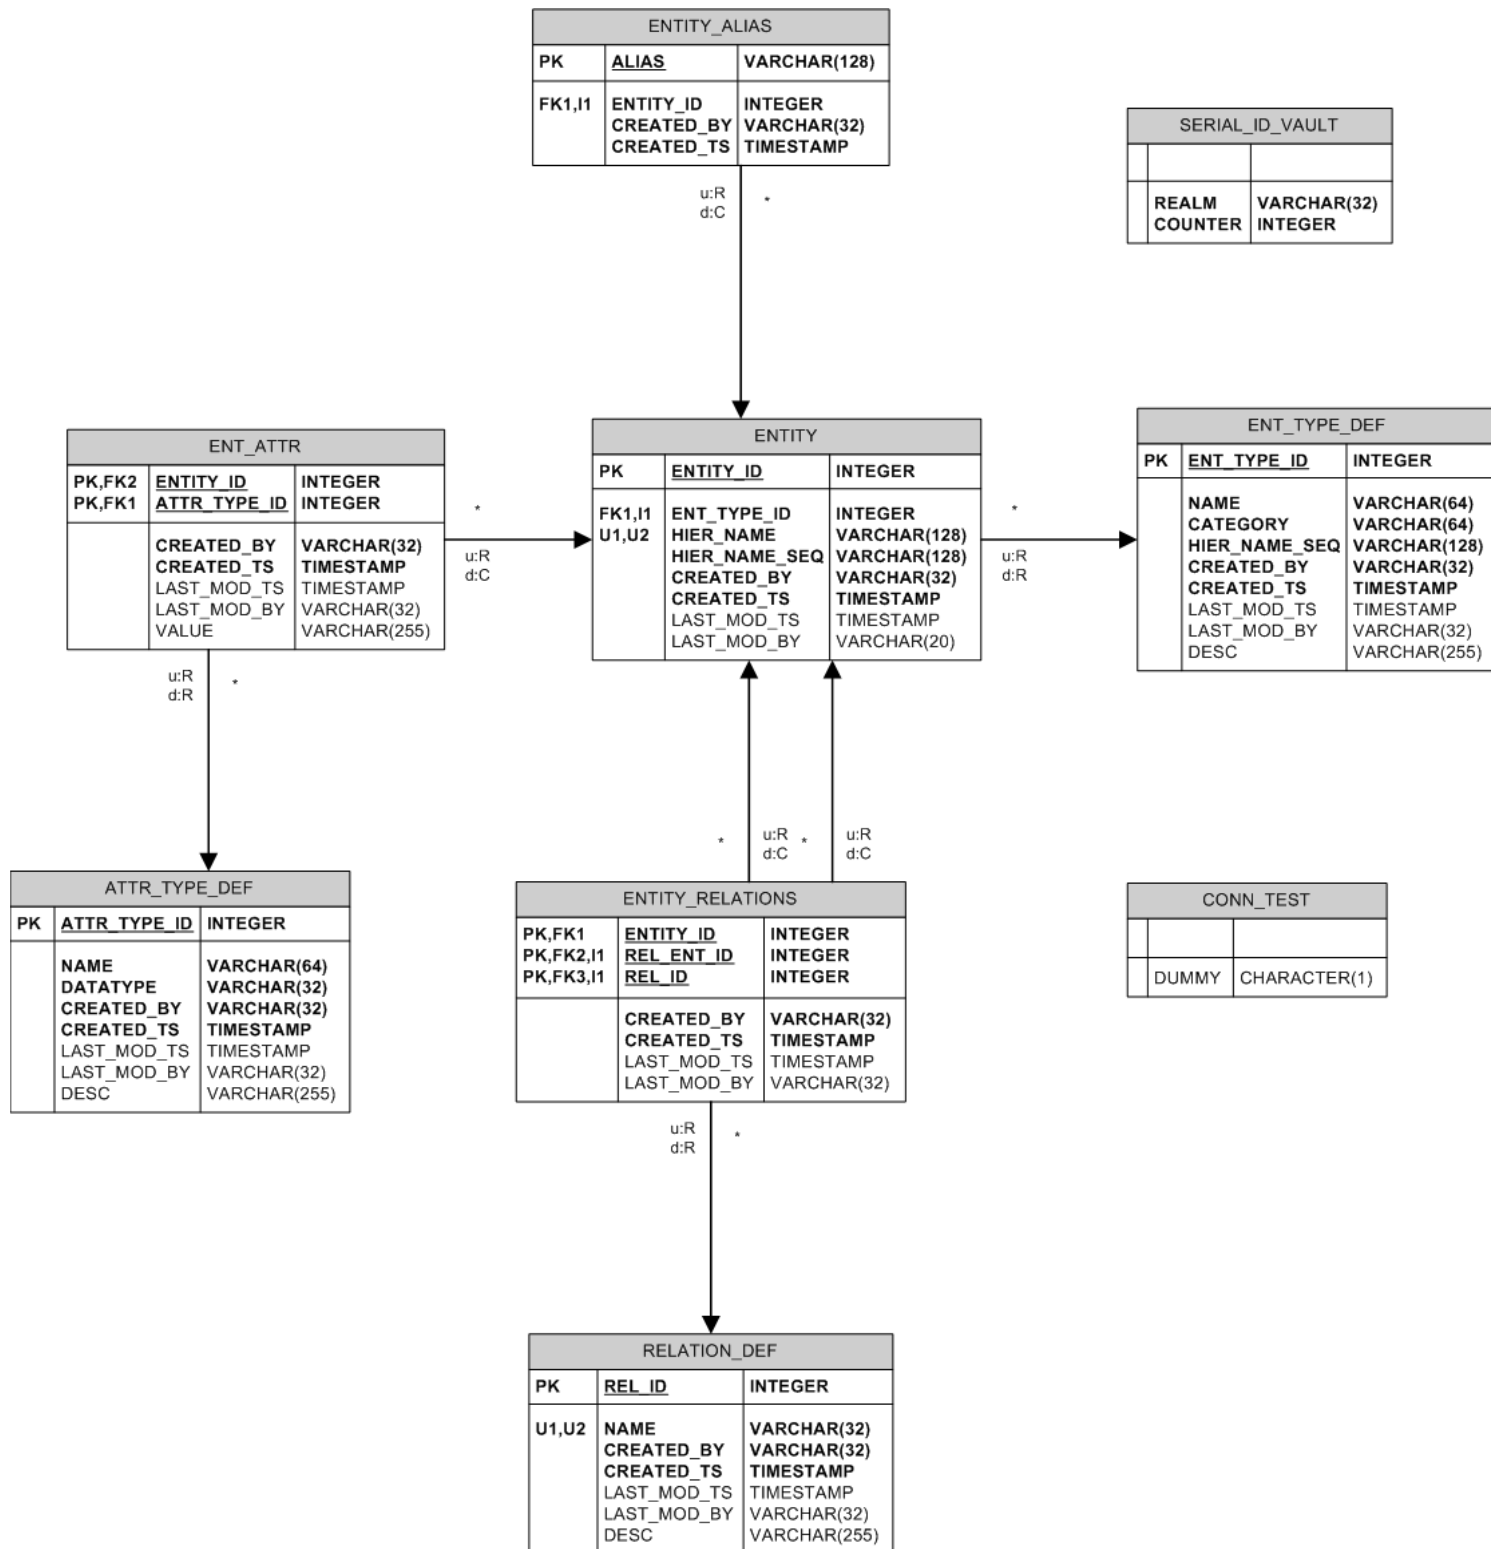 ENTITY_ALIAS
PK ALIAS VARCHAR(128)
FK1,I1 ENTITY_ID INTEGER
CREATED_BY VARCHAR(32)
CREATED_TS TIMESTAMP
u:R *
d:C
SERIAL_ID_VAULT
REALM VARCHAR(32)
COUNTER INTEGER
ENT_ATTR
PK,FK2 ENTITY_ID INTEGER
PK,FK1 ATTR_TYPE_ID INTEGER
CREATED_BY VARCHAR(32)
CREATED_TS TIMESTAMP
LAST_MOD_TS TIMESTAMP
LAST_MOD_BY VARCHAR(32)
VALUE VARCHAR(255)
*
u:R
d:C
u:R *
d:R
ENTITY
PK ENTITY_ID INTEGER
FK1,I1 ENT_TYPE_ID INTEGER
U1,U2 HIER_NAME VARCHAR(128)
HIER_NAME_SEQ VARCHAR(128)
CREATED_BY VARCHAR(32)
CREATED_TS TIMESTAMP
LAST_MOD_TS TIMESTAMP
LAST_MOD_BY VARCHAR(20)
*
u:R
d:R
ENT_TYPE_DEF
PK ENT_TYPE_ID INTEGER
NAME VARCHAR(64)
CATEGORY VARCHAR(64)
HIER_NAME_SEQ VARCHAR(128)
CREATED_BY VARCHAR(32)
CREATED_TS TIMESTAMP
LAST_MOD_TS TIMESTAMP
LAST_MOD_BY VARCHAR(32)
DESC VARCHAR(255)
* u:R * u:R
d:C d:C
ATTR_TYPE_DEF
PK ATTR_TYPE_ID INTEGER
NAME VARCHAR(64)
DATATYPE VARCHAR(32)
CREATED_BY VARCHAR(32)
CREATED_TS TIMESTAMP
LAST_MOD_TS TIMESTAMP
LAST_MOD_BY VARCHAR(32)
DESC VARCHAR(255)
ENTITY_RELATIONS
PK,FK1 ENTITY_ID INTEGER
PK,FK2,I1 REL_ENT_ID INTEGER
PK,FK3,I1 REL_ID INTEGER
CREATED_BY VARCHAR(32)
CREATED_TS TIMESTAMP
LAST_MOD_TS TIMESTAMP
LAST_MOD_BY VARCHAR(32)
u:R *
d:R
CONN_TEST
DUMMY CHARACTER(1)
RELATION_DEF
PK REL_ID INTEGER
U1,U2 NAME VARCHAR(32)
CREATED_BY VARCHAR(32)
CREATED_TS TIMESTAMP
LAST_MOD_TS TIMESTAMP
LAST_MOD_BY VARCHAR(32)
DESC VARCHAR(255)